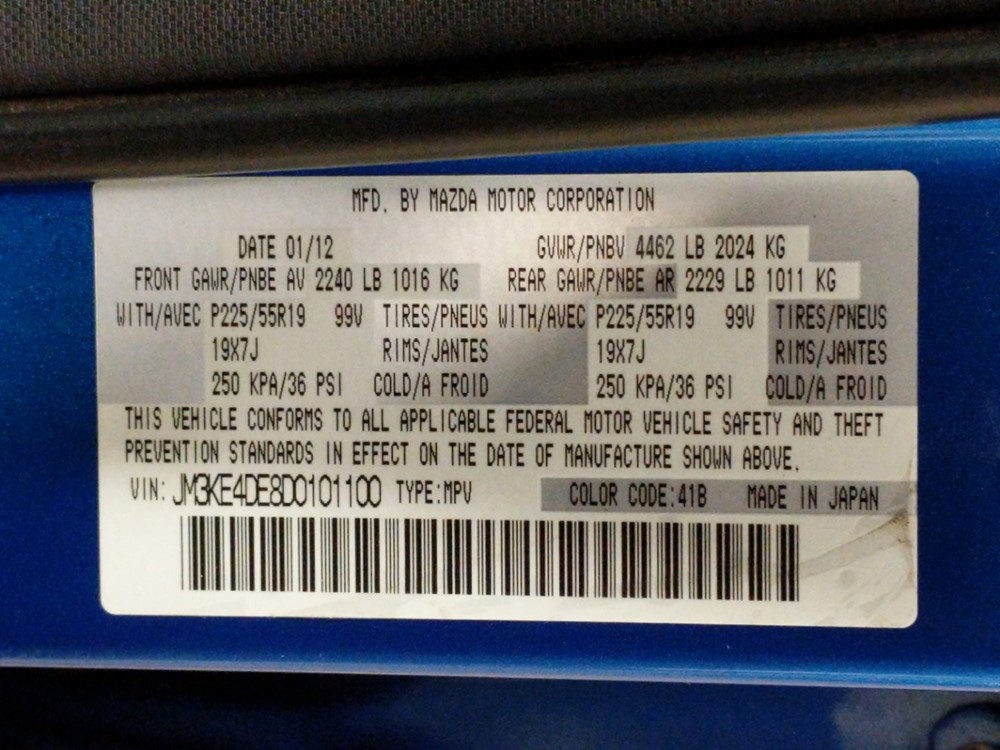 MFD. BY MAZDA MOTOR CORPORATION
DATE 01/12 GVWR/PNBV 4462 LB 2024 KG
FRONT GAWR/PNBE AV 2240 LB 1016 KG REAR GAWR/PNBE AR 2229 LB 1011 KG
WITH/AVEC P225/55R19 99V TIRES/PNEUS WITH/AVEC P225/55R19 99V TIRES/PNEUS
19X7J RIMS/JANTES 19X7J RIMS/JANTES
250 KPA/36 PSI COLD/A FROID 250 KPA/36 PSI COLD/A FROID
THIS VEHICLE CONFORMS TO ALL APPLICABLE FEDERAL MOTOR VEHICLE SAFETY AND THEFT
PREVENTION STANDARDS IN EFFECT ON THE DATE OF MANUFACTURE SHOWN ABOVE.
VIN: JM3KE4DE8D0101100 TYPE:MPV COLOR CODE:41B MADE IN JAPAN